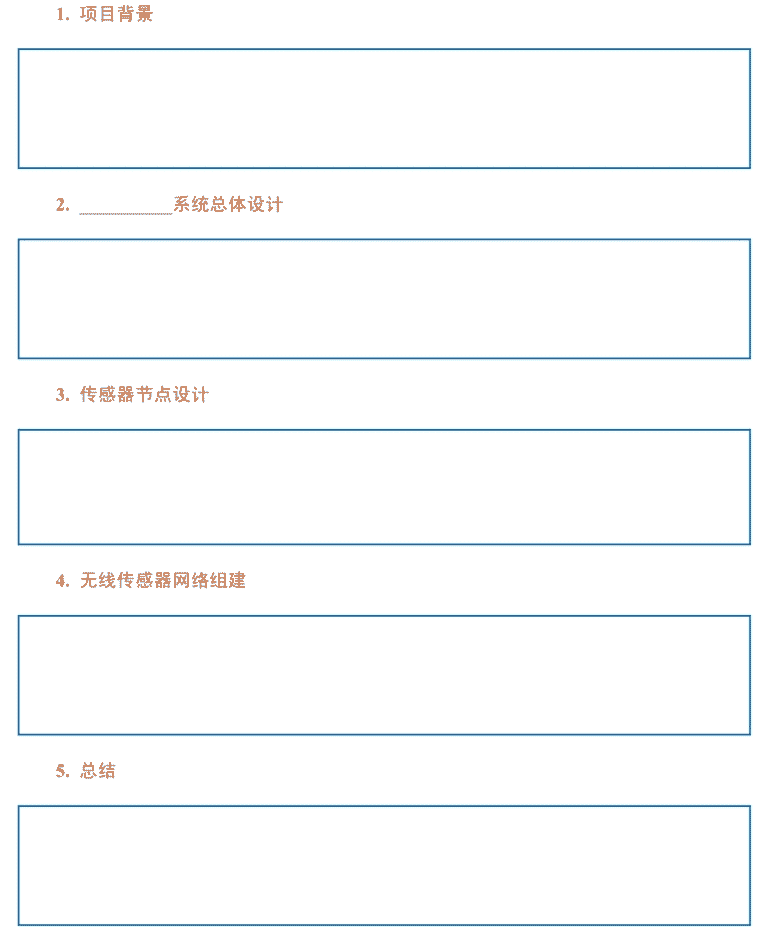 1. 项目背景
2. __________系统总体设计
3. 传感器节点设计
4. 无线传感器网络组建
5. 总结